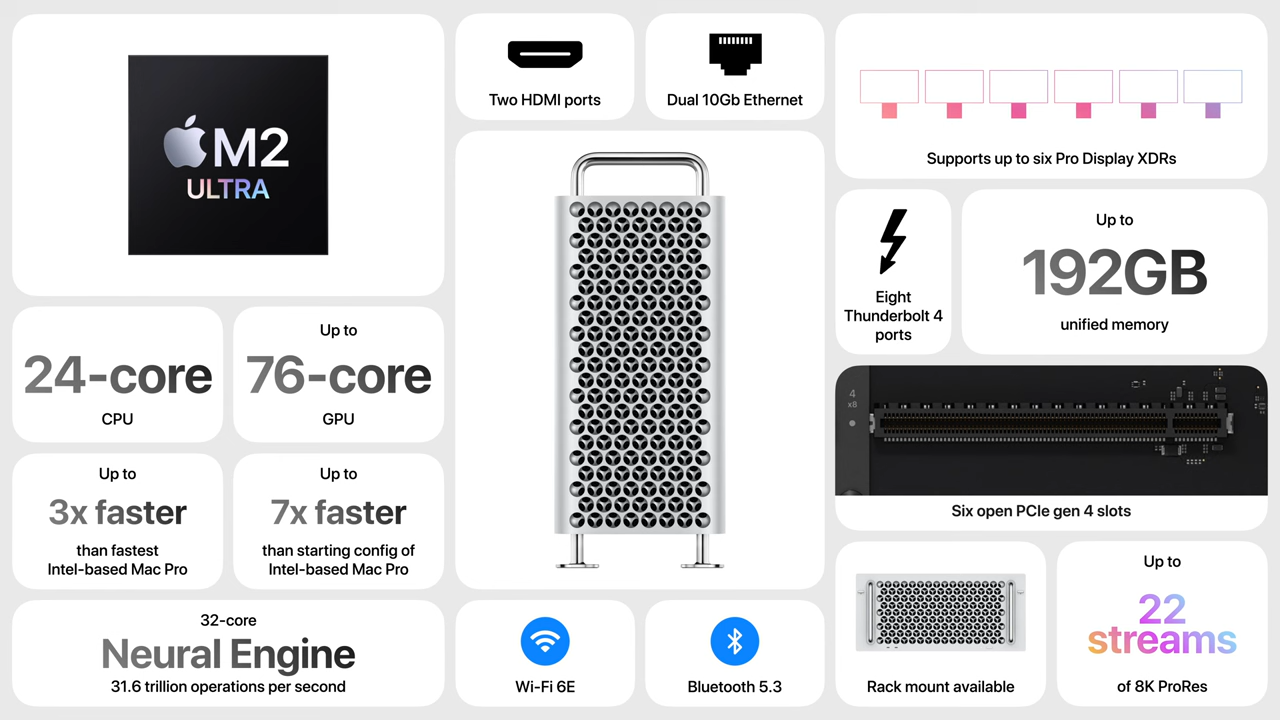 M2
ULTRA
Two HDMI ports
Dual 10Gb Ethernet
Supports up to six Pro Display XDRs
Eight
Thunderbolt 4
ports
Up to
192GB
unified memory
24-core
CPU
Up to
76-core
GPU
4
x8
Six open PCIe gen 4 slots
Up to
3x faster
than fastest
Intel-based Mac Pro
Up to
7x faster
than starting config of
Intel-based Mac Pro
32-core
Neural Engine
31.6 trillion operations per second
Wi-Fi 6E
Bluetooth 5.3
Rack mount available
Up to
22
streams
of 8K ProRes